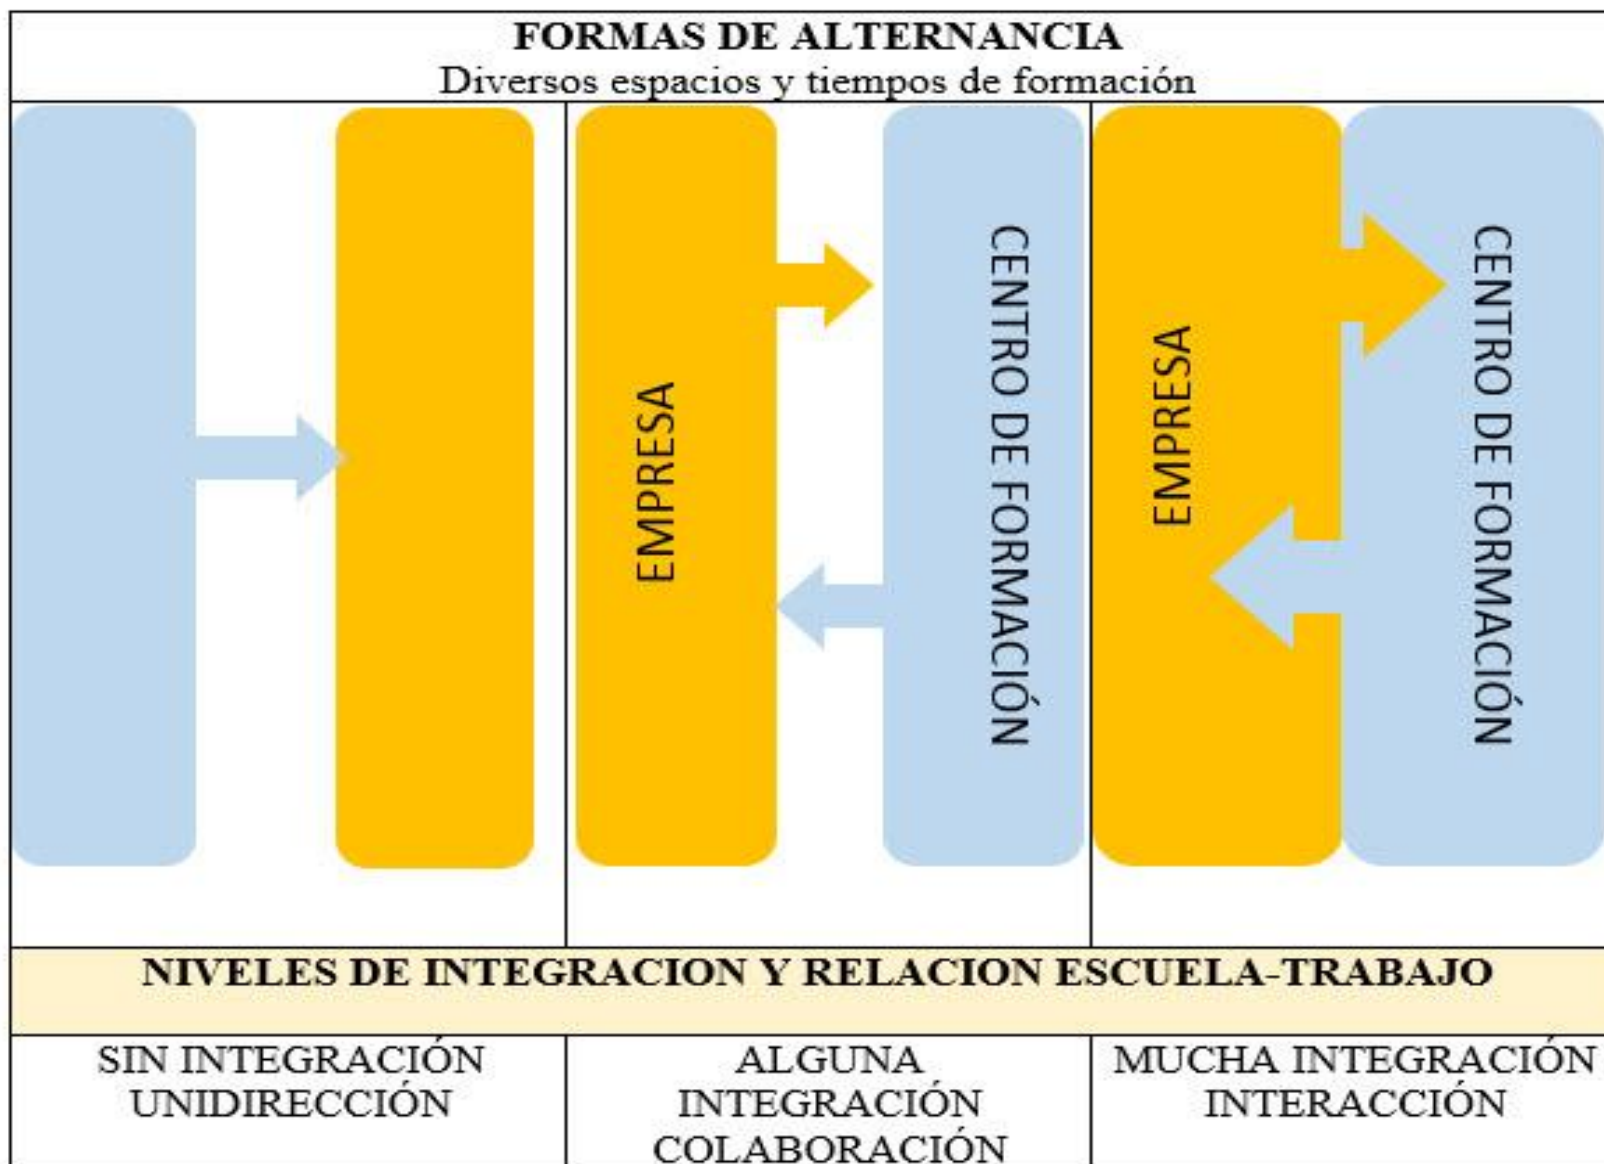 FORMAS DE ALTERNANCIA
Diversos espacios y tiempos de formación
EMPRESA
CENTRO DE FORMACIÓN
EMPRESA
CENTRO DE FORMACIÓN
NIVELES DE INTEGRACION Y RELACION ESCUELA-TRABAJO
SIN INTEGRACIÓN
UNIDIRECCIÓN
ALGUNA
INTEGRACIÓN
COLABORACIÓN
MUCHA INTEGRACIÓN
INTERACCIÓN